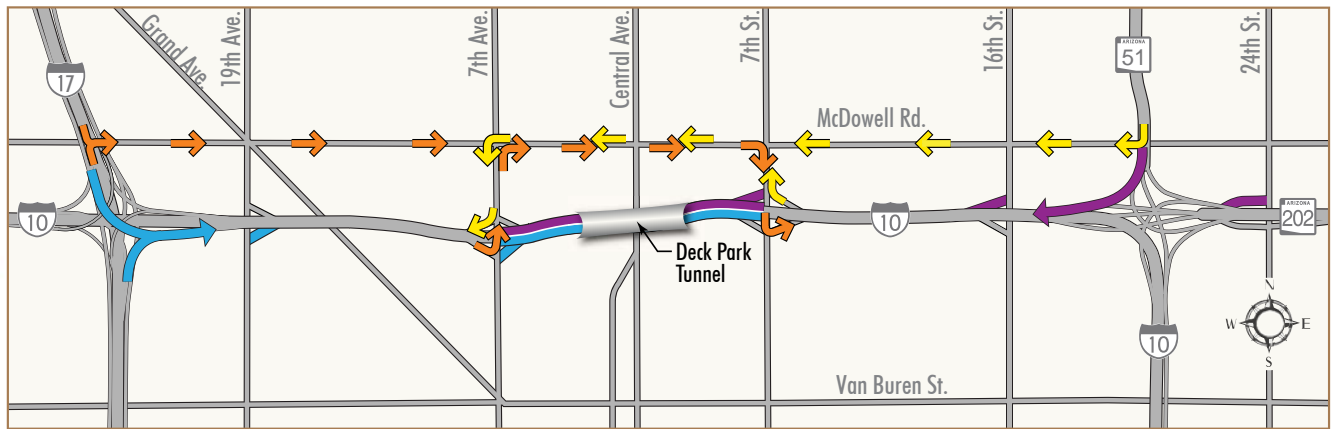 17
Grand Ave.
19th Ave.
7th Ave.
Central Ave.
7th St.
16th St.
ARIZONA
51
24th St.
McDowell Rd.
10
10
ARIZONA
202
Deck Park
Tunnel
10
N
W
E
S
Van Buren St.